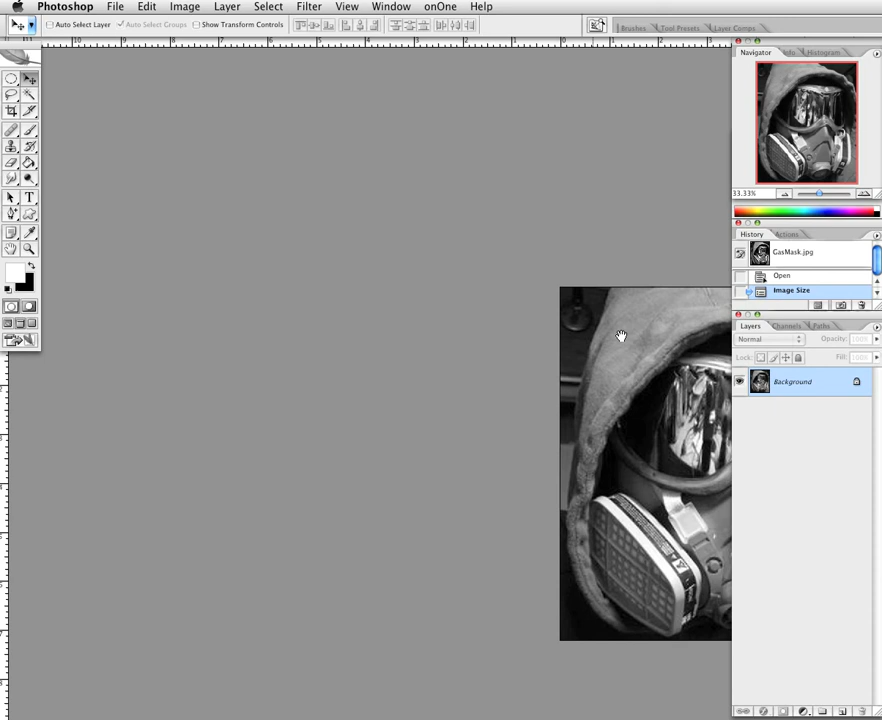 Photoshop File Edit Image Layer Select Filter View Window onOne Help
Auto Select Layer Auto Select Groups Show Transform Controls
Brushes Tool Presets Layer Comps
Navigator Info Histogram
33.33%
History Actions
GasMask.jpg
Open
Image Size
Layers Channels Paths
Normal Opacity: 100%
Lock: Fill: 100%
Background